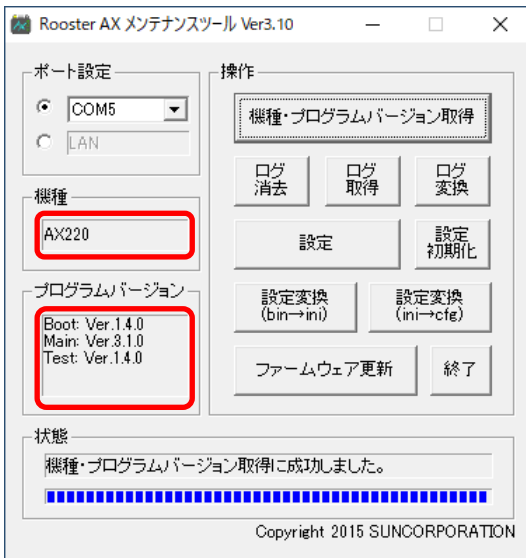 Rooster AX メンテナンスツール Ver3.10
ポート設定
COM5
LAN
機種
AX220
プログラムバージョン
Boot: Ver.1.4.0
Main: Ver.3.1.0
Test: Ver.1.4.0
操作
機種・プログラムバージョン取得
ログ
消去
ログ
取得
ログ
変換
設定
設定
初期化
設定変換
(bin→ini)
設定変換
(ini→cfg)
ファームウェア更新
終了
状態
機種・プログラムバージョン取得に成功しました。
Copyright 2015 SUNCORPORATION